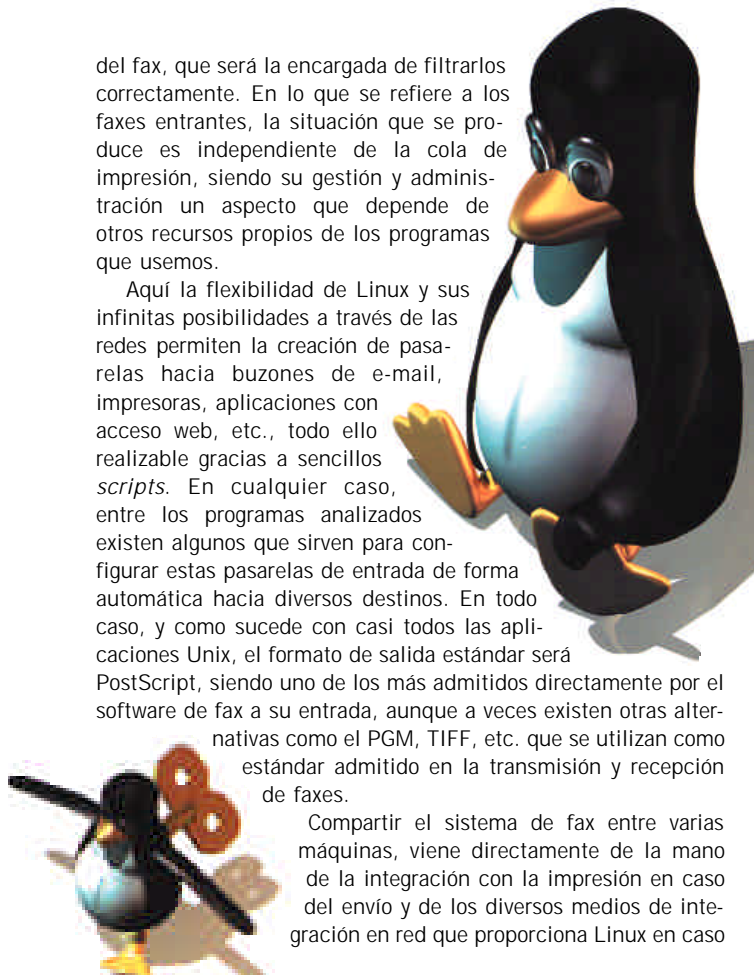 del fax, que será la encargada de filtrarlos
correctamente. En lo que se refiere a los
faxes entrantes, la situación que se pro-
duce es independiente de la cola de
impresión, siendo su gestión y adminis-
tración un aspecto que depende de
otros recursos propios de los programas
que usemos.
Aquí la flexibilidad de Linux y sus
infinitas posibilidades a través de las
redes permiten la creación de pasa-
relas hacia buzones de e-mail,
impresoras, aplicaciones con
acceso web, etc., todo ello
realizable gracias a sencillos
scripts. En cualquier caso,
entre los programas analizados
existen algunos que sirven para con-
figurar estas pasarelas de entrada de forma
automática hacia diversos destinos. En todo
caso, y como sucede con casi todos las apli-
caciones Unix, el formato de salida estándar será
PostScript, siendo uno de los más admitidos directamente por el
software de fax a su entrada, aunque a veces existen otras alter-
nativas como el PGM, TIFF, etc. que se utilizan como
estándar admitido en la transmisión y recepción
de faxes.
Compartir el sistema de fax entre varias
máquinas, viene directamente de la mano
de la integración con la impresión en caso
del envío y de los diversos medios de inte-
gración en red que proporciona Linux en caso